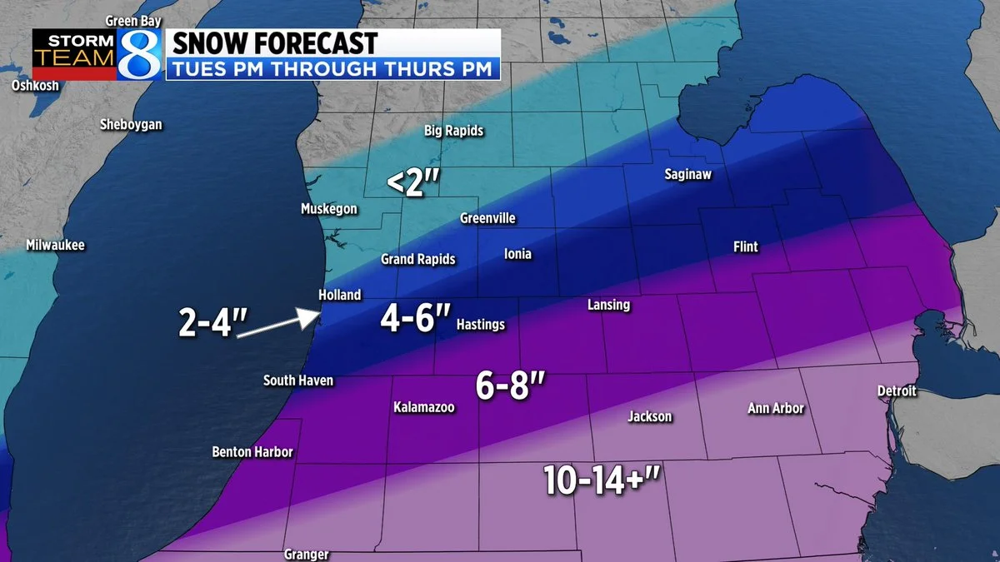 Green Bay
STORM
TEAM
8
SNOW FORECAST
TUES PM THROUGH THURS PM
Oshkosh
Sheboygan
Big Rapids
<2"
Saginaw
Muskegon
Greenville
Milwaukee
Grand Rapids
Ionia
Flint
Holland
2-4"
4-6"
Hastings
Lansing
South Haven
6-8"
Kalamazoo
Jackson
Ann Arbor
Detroit
Benton Harbor
10-14+"
Granger